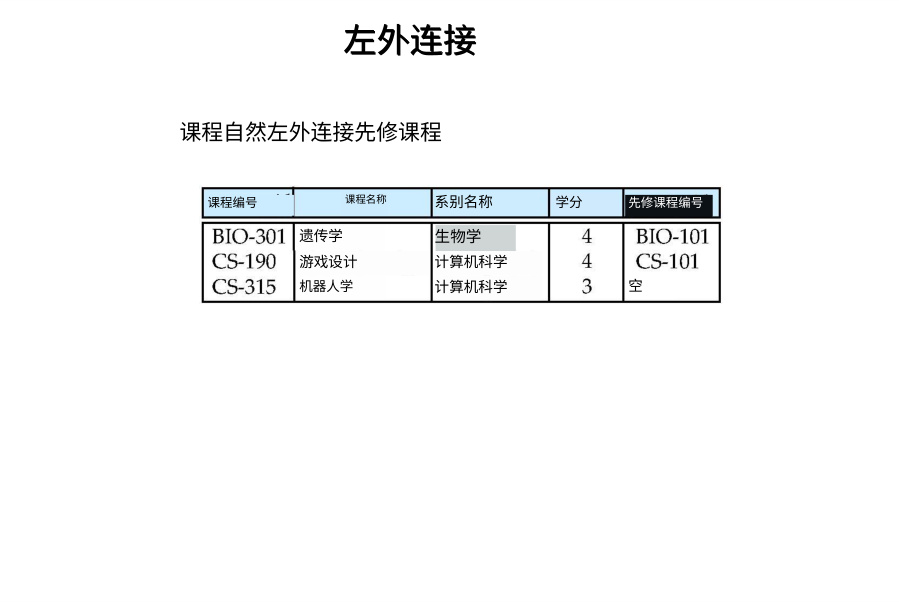 左外连接
课程自然左外连接先修课程
课程编号 课程名称 系别名称 学分 先修课程编号
BIO-301 遗传学 生物学 4 BIO-101
CS-190 游戏设计 计算机科学 4 CS-101
CS-315 机器人学 计算机科学 3 空